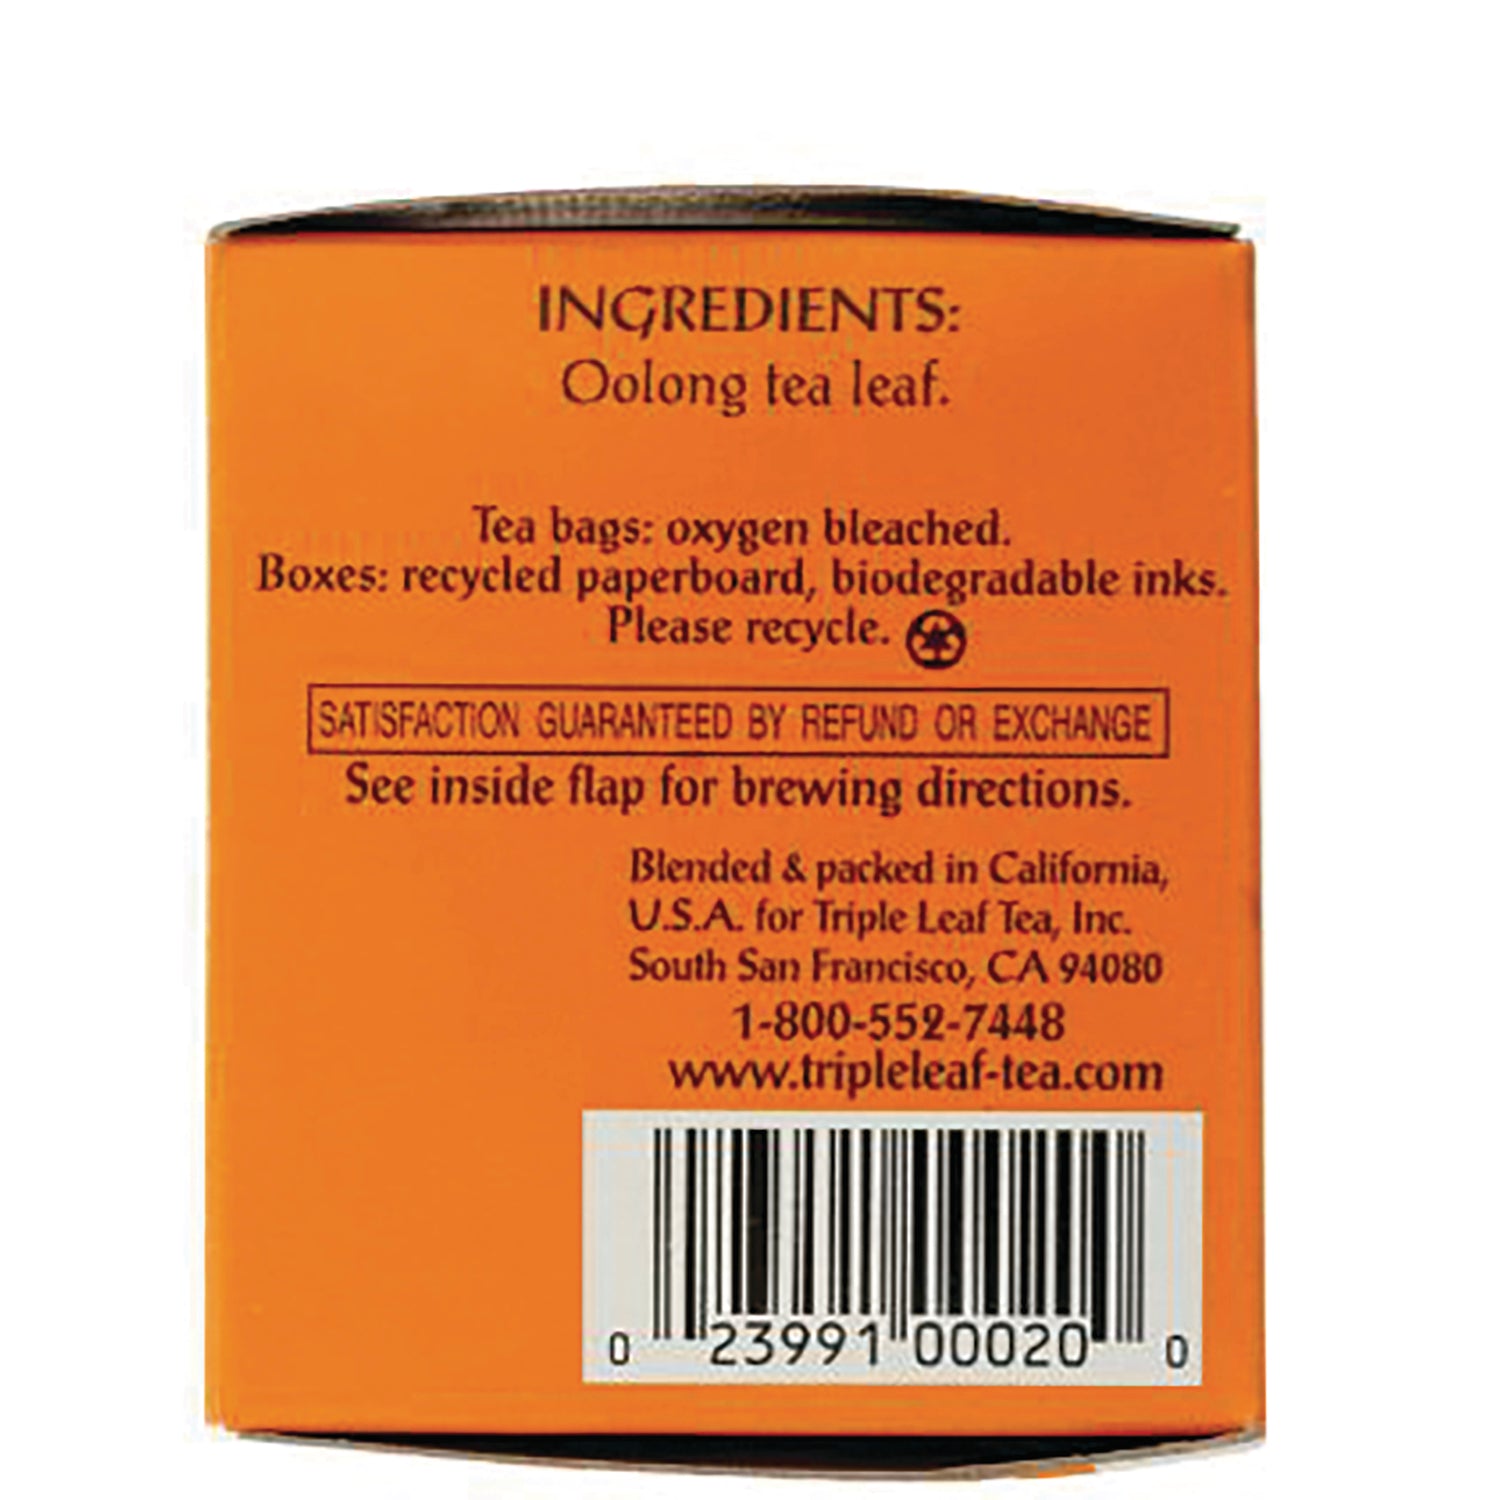 INGREDIENTS:
Oolong tea leaf.
Tea bags: oxygen bleached.
Boxes: recycled paperboard, biodegradable inks.
Please recycle.
SATISFACTION GUARANTEED BY REFUND OR EXCHANGE
See inside flap for brewing directions.
Blended & packed in California,
U.S.A. for Triple Leaf Tea, Inc.
South San Francisco, CA 94080
1-800-552-7448
www.tripleleaf-tea.com
0 23991 00020 0